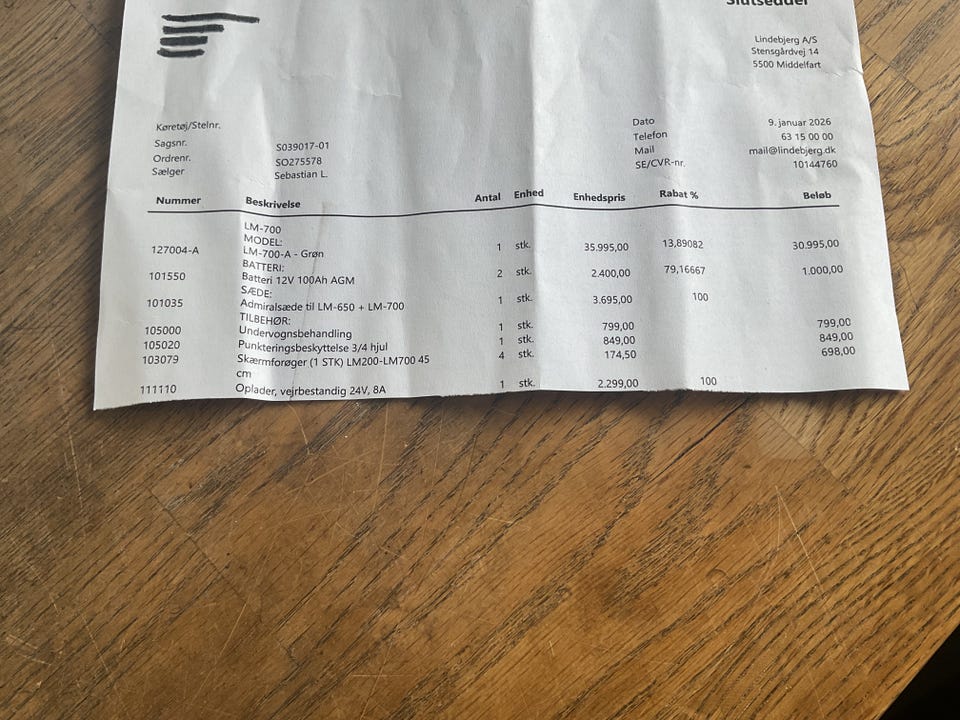 Slutseddel
Lindebjerg A/S
Stensgårdvej 14
5500 Middelfart
Køretøj/Stelnr.
Sagsnr. S039017-01
Ordrenr. SO275578
Sælger Sebastian L.
Dato 9. januar 2026
Telefon 63 15 00 00
Mail mail@lindebjerg.dk
SE/CVR-nr. 10144760
Nummer Beskrivelse Antal Enhed Enhedspris Rabat % Beløb
LM-700
MODEL:
127004-A LM-700-A - Grøn 1 stk. 35.995,00 13,89082 30.995,00
BATTERI:
101550 Batteri 12V 100Ah AGM 2 stk. 2.400,00 79,16667 1.000,00
SÆDE:
101035 Admiralsæde til LM-650 + LM-700 1 stk. 3.695,00 100
TILBEHØR:
105000 Undervognsbehandling 1 stk. 799,00 799,00
105020 Punkteringsbeskyttelse 3/4 hjul 1 stk. 849,00 849,00
103079 Skærmforøger (1 STK) LM200-LM700 45 4 stk. 174,50 698,00
cm
111110 Oplader, vejrbestandig 24V, 8A 1 stk. 2.299,00 100